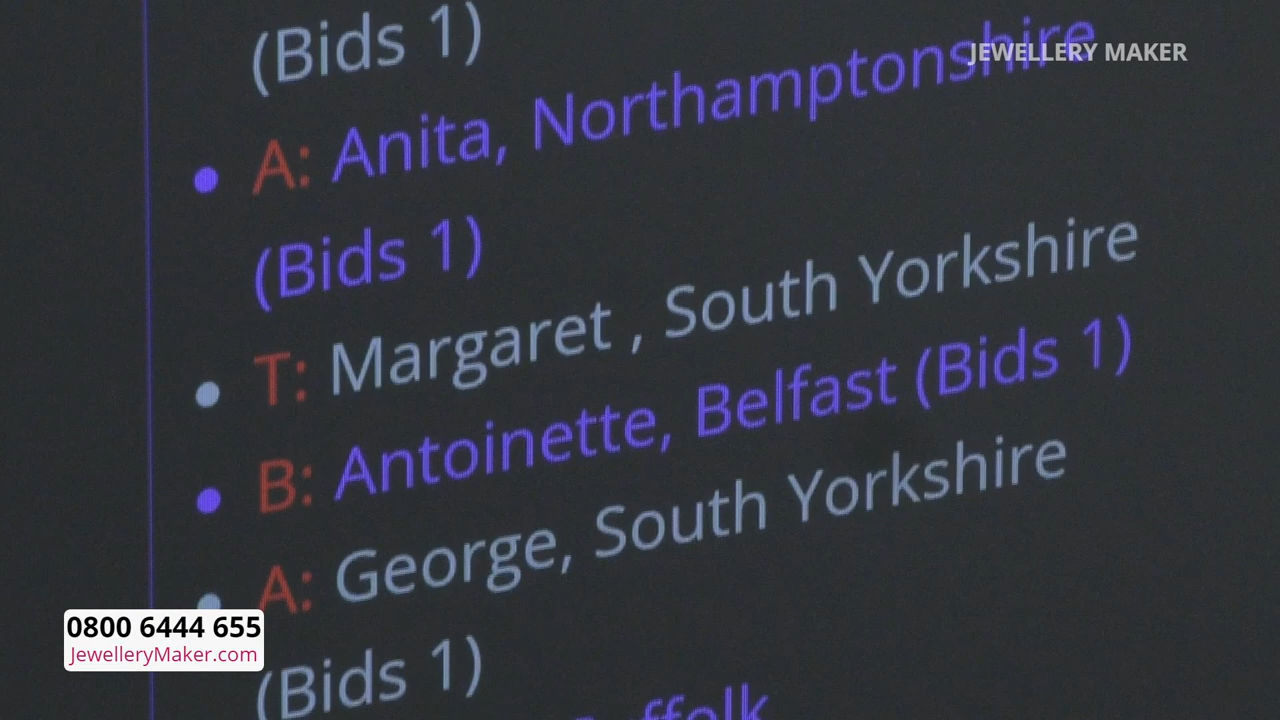 (Bids 1)
JEWELLERY MAKER
A: Anita, Northamptonshire
(Bids 1)
T: Margaret , South Yorkshire
B: Antoinette, Belfast (Bids 1)
A: George, South Yorkshire
0800 6444 655
JewelleryMaker.com
(Bids 1)